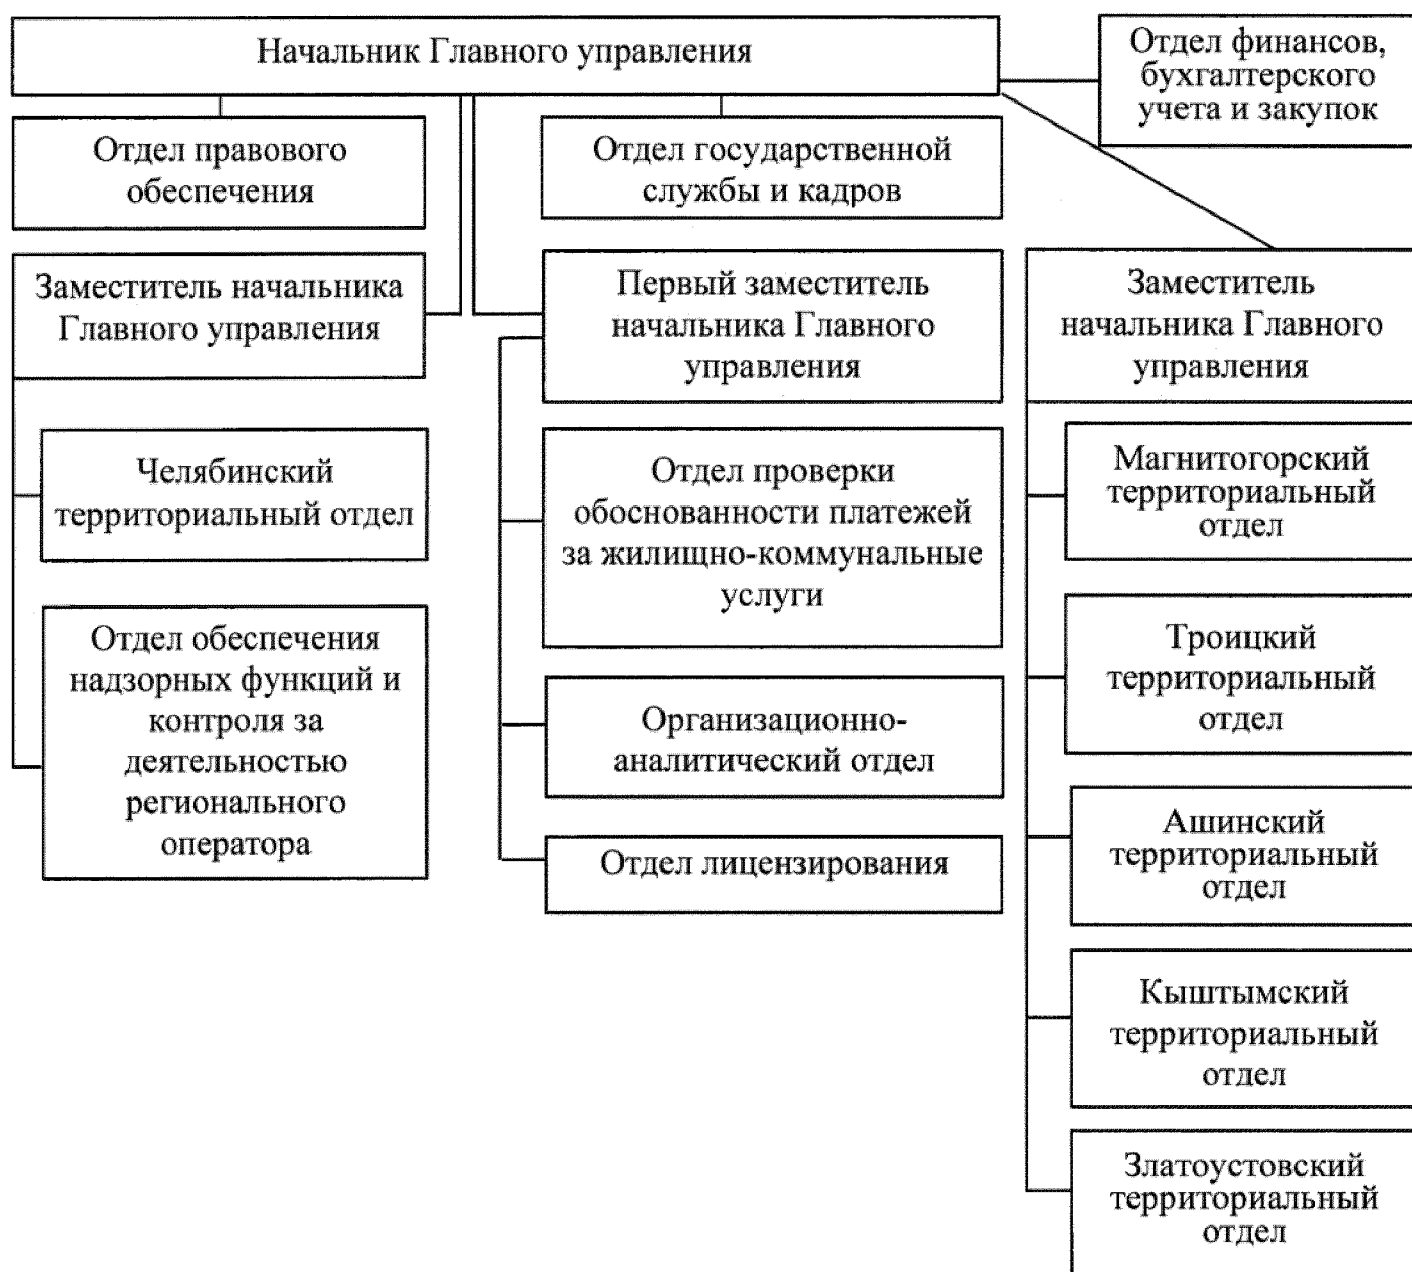 Начальник Главного управления
Отдел финансов,
бухгалтерского
учета и закупок
Отдел правового
обеспечения
Отдел государственной
службы и кадров
Заместитель начальника
Главного управления
Первый заместитель
начальника Главного
управления
Заместитель
начальника Главного
управления
Челябинский
территориальный отдел
Отдел обеспечения
надзорных функций и
контроля за
деятельностью
регионального
оператора
Отдел проверки
обоснованности платежей
за жилищно-коммунальные
услуги
Организационно-
аналитический отдел
Отдел лицензирования
Магнитогорский
территориальный
отдел
Троицкий
территориальный
отдел
Ашинский
территориальный
отдел
Кыштымский
территориальный
отдел
Златоустовский
территориальный
отдел